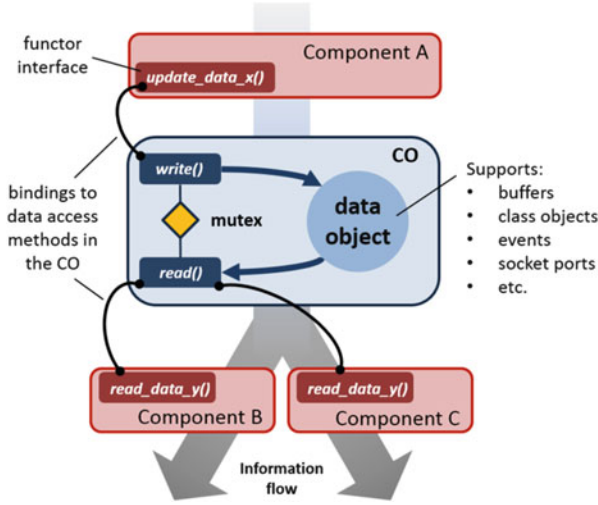 functor
interface
Component A
update_data_x()
CO
write()
Supports:
• buffers
• class objects
• events
• socket ports
• etc.
bindings to
data access
methods in
the CO
mutex
data
object
read()
read_data_y()
Component B
read_data_y()
Component C
Information
flow